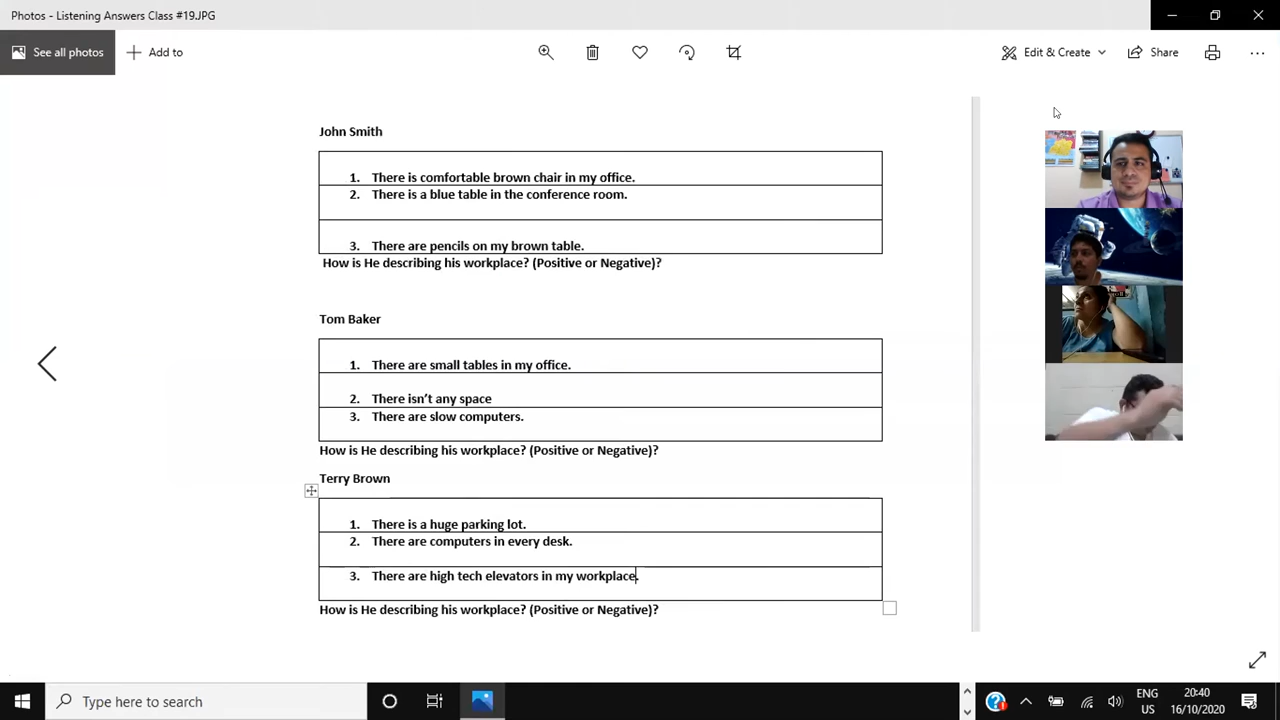 Photos - Listening Answers Class #19.JPG
See all photos
Add to
Edit & Create
Share
John Smith
1. There is comfortable brown chair in my office.
2. There is a blue table in the conference room.
3. There are pencils on my brown table.
How is He describing his workplace? (Positive or Negative)?
Tom Baker
1. There are small tables in my office.
2. There isn't any space
3. There are slow computers.
How is He describing his workplace? (Positive or Negative)?
Terry Brown
1. There is a huge parking lot.
2. There are computers in every desk.
3. There are high tech elevators in my workplace.
How is He describing his workplace? (Positive or Negative)?
Type here to search
ENG
US
20:40
16/10/2020